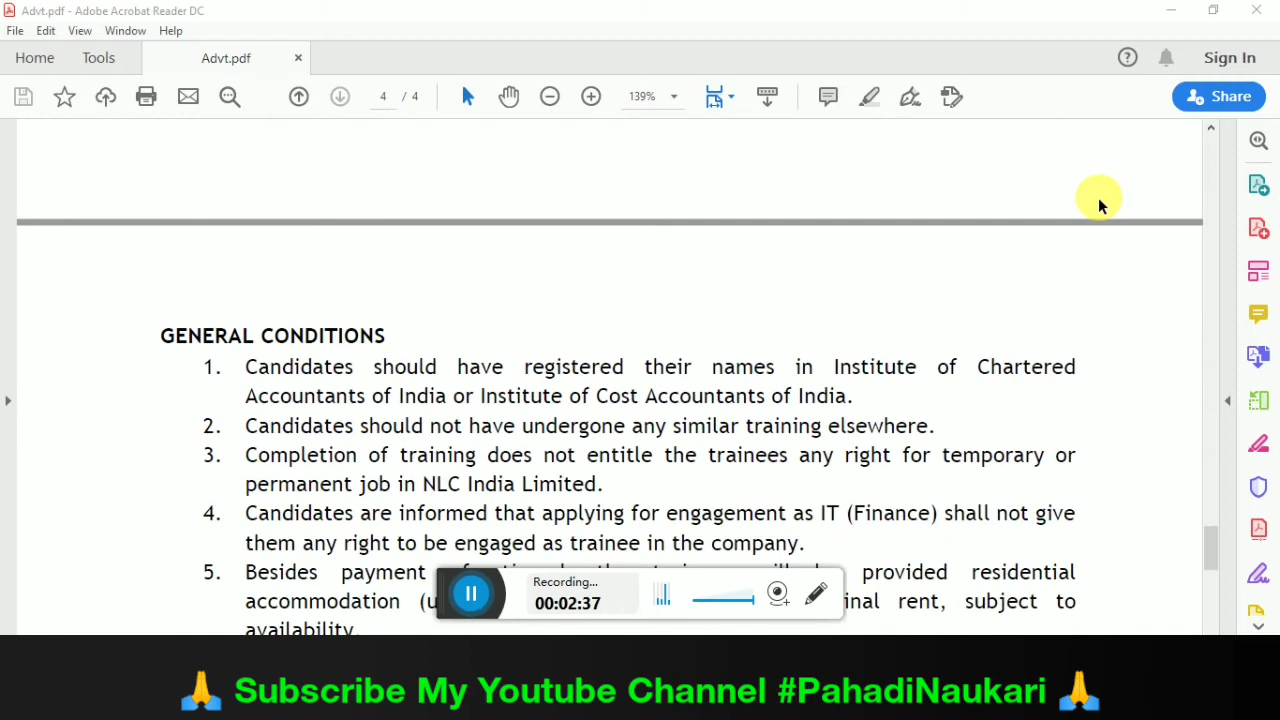 Advt.pdf - Adobe Acrobat Reader DC
File Edit View Window Help
Home Tools Advt.pdf Sign In
4 / 4 139% Share
GENERAL CONDITIONS
1. Candidates should have registered their names in Institute of Chartered
Accountants of India or Institute of Cost Accountants of India.
2. Candidates should not have undergone any similar training elsewhere.
3. Completion of training does not entitle the trainees any right for temporary or
permanent job in NLC India Limited.
4. Candidates are informed that applying for engagement as IT (Finance) shall not give
them any right to be engaged as trainee in the company.
5. Besides payment provided residential
accommodation rent, subject to
availability.
Recording...
00:02:37
🙏 Subscribe My Youtube Channel #PahadiNaukari 🙏